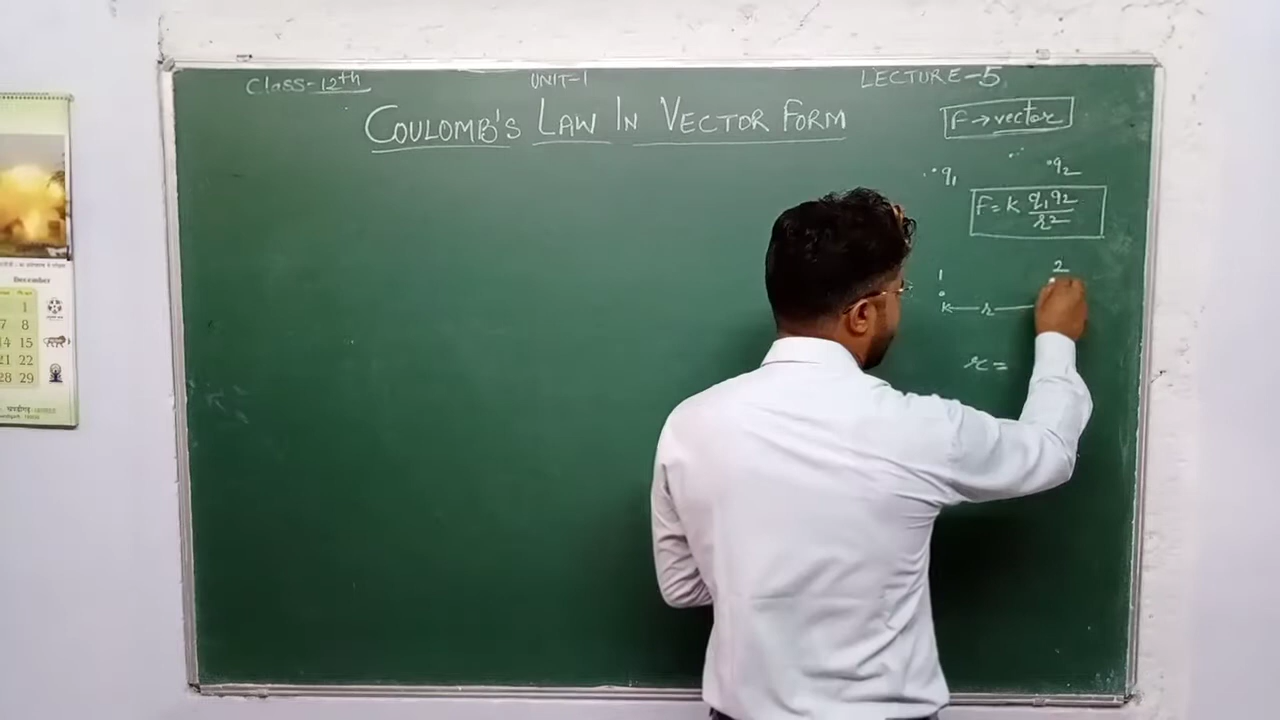 Class-12th
UNIT-1
LECTURE-5
COULOMB'S LAW IN VECTOR FORM
F → vector
q1
q2
F = K q1q2/r2
1
2
r
r =
December
1
7 8
14 15
21 22
28 29